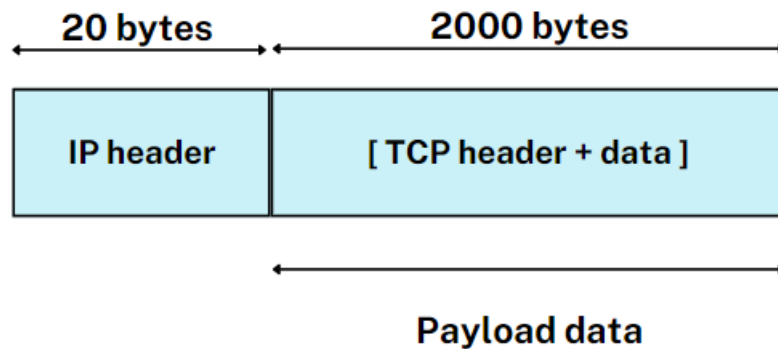 20 bytes
2000 bytes
IP header
[ TCP header + data ]
Payload data